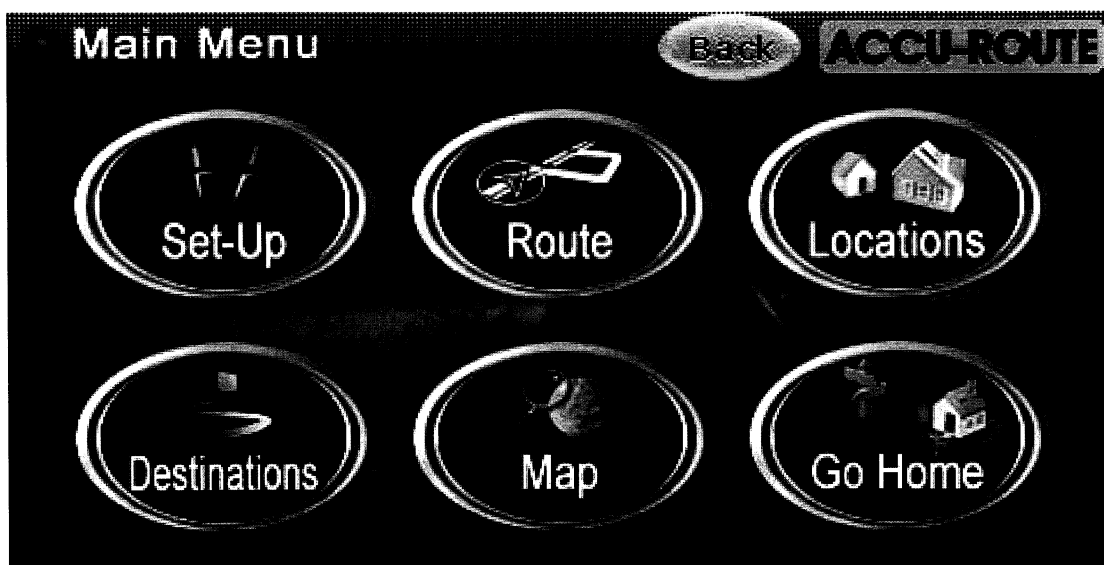 Main Menu Back ACCU-ROUTE
Set-Up Route Locations
Destinations Map Go Home